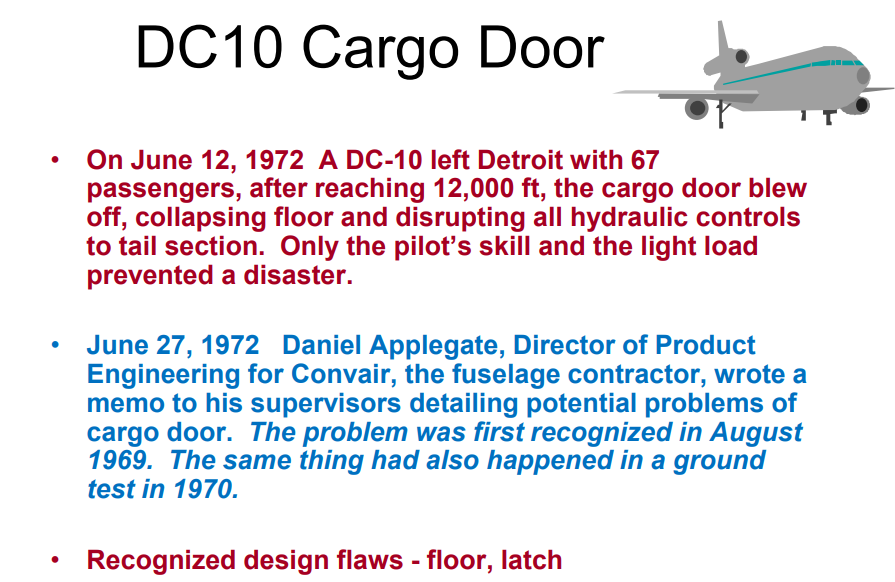 DC10 Cargo Door
• On June 12, 1972  A DC-10 left Detroit with 67
passengers, after reaching 12,000 ft, the cargo door blew
off, collapsing floor and disrupting all hydraulic controls
to tail section.  Only the pilot’s skill and the light load
prevented a disaster.
• June 27, 1972   Daniel Applegate, Director of Product
Engineering for Convair, the fuselage contractor, wrote a
memo to his supervisors detailing potential problems of
cargo door.  The problem was first recognized in August
1969.  The same thing had also happened in a ground
test in 1970.
• Recognized design flaws - floor, latch